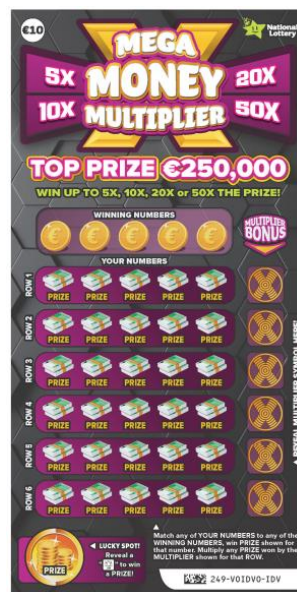 €10
National Lottery
MEGA
MONEY
MULTIPLIER
5X
10X
20X
50X
TOP PRIZE €250,000
WIN UP TO 5X, 10X, 20X or 50X THE PRIZE!
WINNING NUMBERS
€ € € € €
MULTIPLIER
BONUS
YOUR NUMBERS
ROW 1
PRIZE PRIZE PRIZE PRIZE PRIZE
ROW 2
PRIZE PRIZE PRIZE PRIZE PRIZE
ROW 3
PRIZE PRIZE PRIZE PRIZE PRIZE
ROW 4
PRIZE PRIZE PRIZE PRIZE PRIZE
ROW 5
PRIZE PRIZE PRIZE PRIZE PRIZE
ROW 6
PRIZE PRIZE PRIZE PRIZE PRIZE
REVEAL MULTIPLIER SYMBOL HERE!
PRIZE
LUCKY SPOT!
Reveal a
" " to win
a PRIZE!
Match any of YOUR NUMBERS to any of the
WINNING NUMBERS, win PRIZE shown for
that number. Multiply any PRIZE won by the
MULTIPLIER shown for that ROW.
249-VOIDVO-IDV